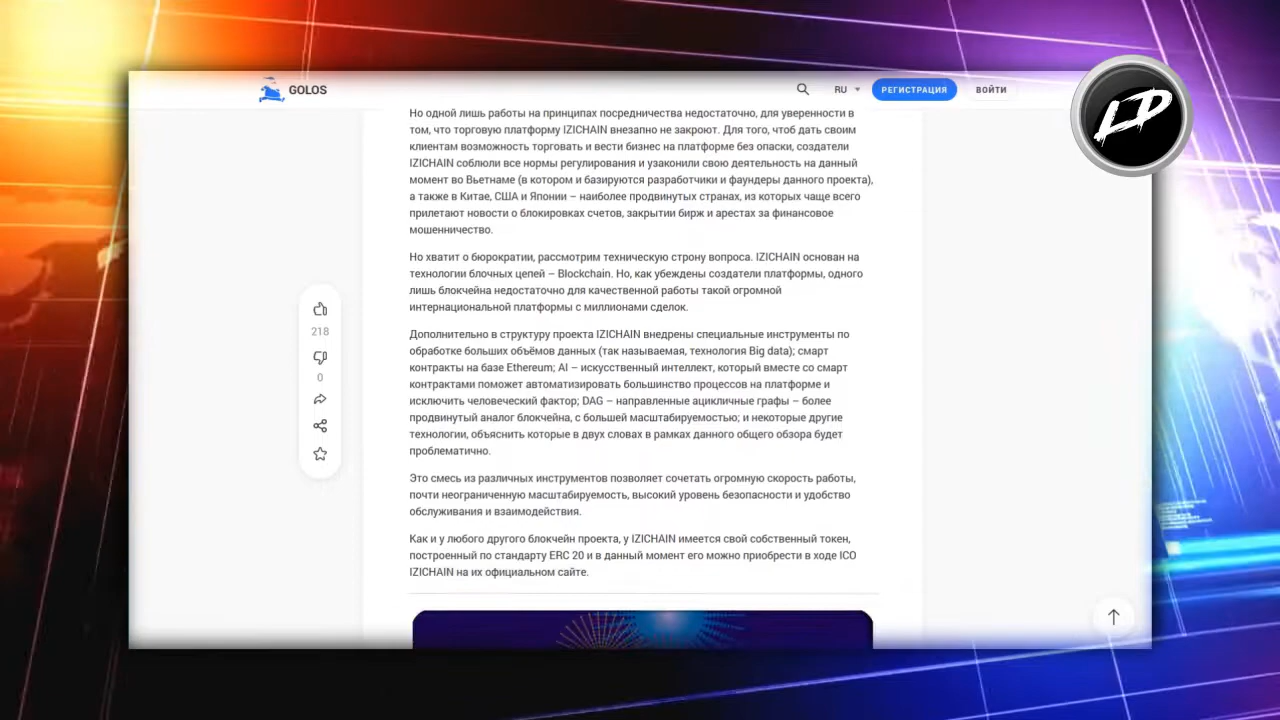 GOLOS
RU
РЕГИСТРАЦИЯ
ВОЙТИ
LD
Но одной лишь работы на принципах посредничества недостаточно, для уверенности в
том, что торговую платформу IZICHAIN внезапно не закроют. Для того, чтоб дать своим
клиентам возможность торговать и вести бизнес на платформе без опаски, создатели
IZICHAIN соблюли все нормы регулирования и узаконили свою деятельность на данный
момент во Вьетнаме (в котором и базируются разработчики и фаундеры данного проекта),
а также в Китае, США и Японии – наиболее продвинутых странах, из которых чаще всего
прилетают новости о блокировках счетов, закрытии бирж и арестах за финансовое
мошенничество.
Но хватит о бюрократии, рассмотрим техническую строну вопроса. IZICHAIN основан на
технологии блочных цепей – Blockchain. Но, как убеждены создатели платформы, одного
лишь блокчейна недостаточно для качественной работы такой огромной
интернациональной платформы с миллионами сделок.
218
0
Дополнительно в структуру проекта IZICHAIN внедрены специальные инструменты по
обработке больших объёмов данных (так называемая, технология Big data); смарт
контракты на базе Ethereum; AI – искусственный интеллект, который вместе со смарт
контрактами поможет автоматизировать большинство процессов на платформе и
исключить человеческий фактор; DAG – направленные ацикличные графы – более
продвинутый аналог блокчейна, с большей масштабируемостью; и некоторые другие
технологии, объяснить которые в двух словах в рамках данного общего обзора будет
проблематично.
Это смесь из различных инструментов позволяет сочетать огромную скорость работы,
почти неограниченную масштабируемость, высокий уровень безопасности и удобство
обслуживания и взаимодействия.
Как и у любого другого блокчейн проекта, у IZICHAIN имеется свой собственный токен,
построенный по стандарту ERC 20 и в данный момент его можно приобрести в ходе ICO
IZICHAIN на их официальном сайте.